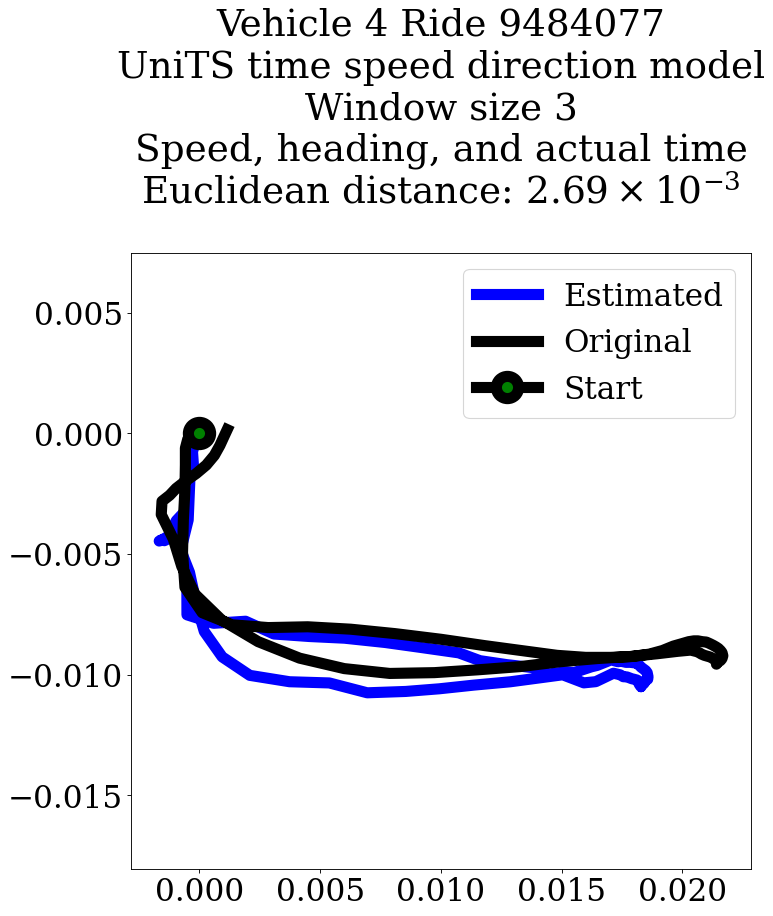 Vehicle 4 Ride 9484077
UniTS time speed direction model
Window size 3
Speed, heading, and actual time
Euclidean distance: 2.69 × 10⁻³
Estimated
Original
Start
0.005
0.000
−0.005
−0.010
−0.015
0.000 0.005 0.010 0.015 0.020